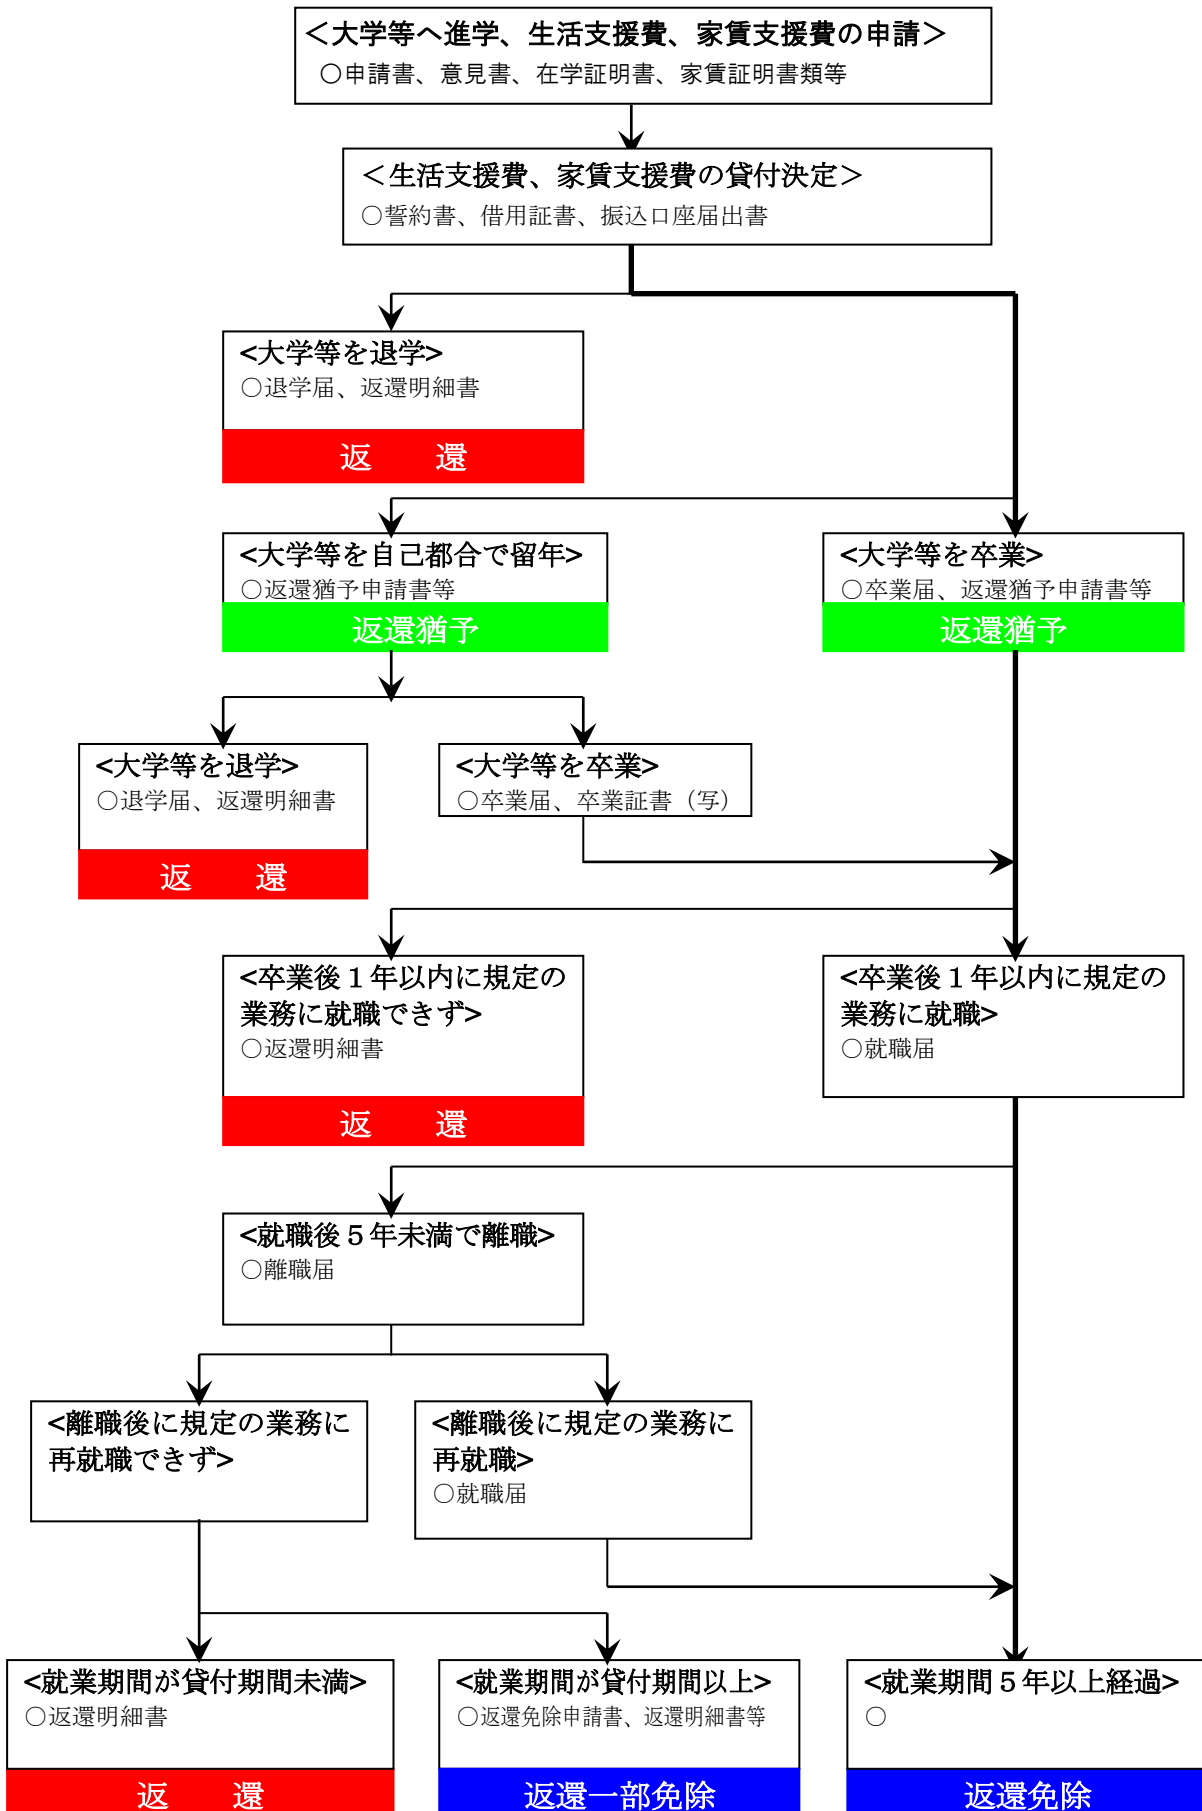 ＜大学等へ進学、生活支援費、家賃支援費の申請＞
〇申請書、意見書、在学証明書、家賃証明書類等
＜生活支援費、家賃支援費の貸付決定＞
〇誓約書、借用証書、振込口座届出書
<大学等を退学>
〇退学届、返還明細書
返　　還
<大学等を自己都合で留年>
〇返還猶予申請書等
返還猶予
<大学等を卒業>
〇卒業届、返還猶予申請書等
返還猶予
<大学等を退学>
〇退学届、返還明細書
返　　還
<大学等を卒業>
〇卒業届、卒業証書（写）
<卒業後１年以内に規定の
業務に就職できず>
〇返還明細書
返　　還
<卒業後１年以内に規定の
業務に就職>
〇就職届
<就職後５年未満で離職>
〇離職届
<離職後に規定の業務に
再就職できず>
<離職後に規定の業務に
再就職>
〇就職届
<就業期間が貸付期間未満>
〇返還明細書
返　　還
<就業期間が貸付期間以上>
〇返還免除申請書、返還明細書等
返還一部免除
<就業期間５年以上経過>
〇
返還免除